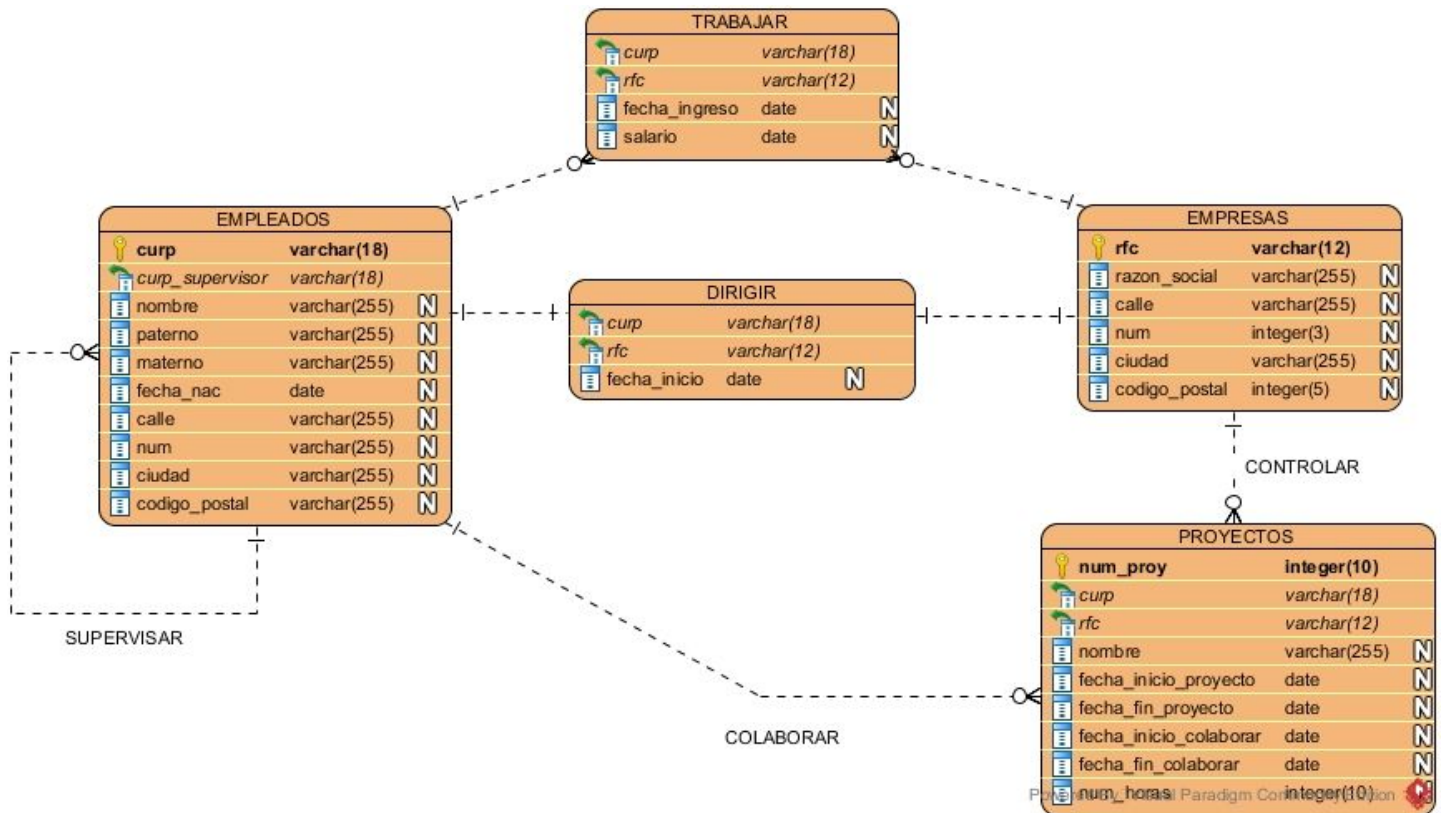 TRABAJAR
curp varchar(18)
rfc varchar(12)
fecha_ingreso date N
salario date N
EMPLEADOS
curp varchar(18)
curp_supervisor varchar(18)
nombre varchar(255) N
paterno varchar(255) N
materno varchar(255) N
fecha_nac date N
calle varchar(255) N
num varchar(255) N
ciudad varchar(255) N
codigo_postal varchar(255) N
DIRIGIR
curp varchar(18)
rfc varchar(12)
fecha_inicio date N
EMPRESAS
rfc varchar(12)
razon_social varchar(255) N
calle varchar(255) N
num integer(3) N
ciudad varchar(255) N
codigo_postal integer(5) N
CONTROLAR
SUPERVISAR
COLABORAR
PROYECTOS
num_proy integer(10)
curp varchar(18)
rfc varchar(12)
nombre varchar(255) N
fecha_inicio_proyecto date N
fecha_fin_proyecto date N
fecha_inicio_colaborar date N
fecha_fin_colaborar date N
num_horas integer(10)
Paradigm